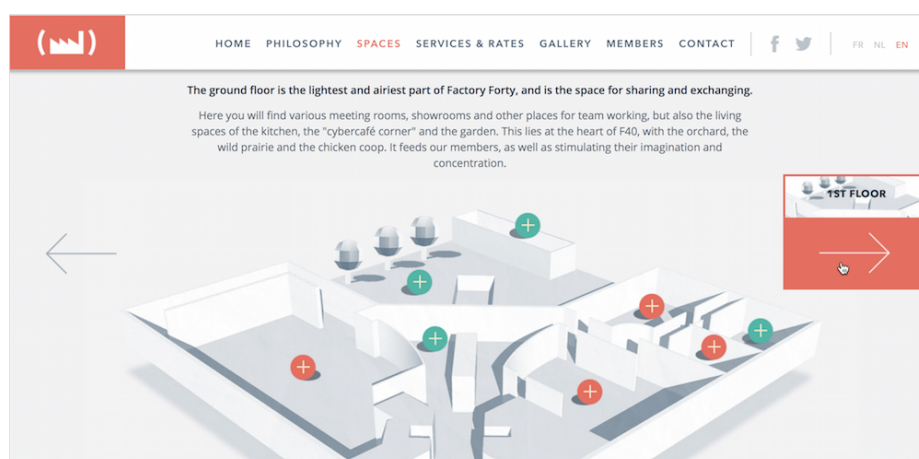 HOME PHILOSOPHY SPACES SERVICES & RATES GALLERY MEMBERS CONTACT FR NL EN
The ground floor is the lightest and airiest part of Factory Forty, and is the space for sharing and exchanging.
Here you will find various meeting rooms, showrooms and other places for team working, but also the living
spaces of the kitchen, the "cybercafé corner" and the garden. This lies at the heart of F40, with the orchard, the
wild prairie and the chicken coop. It feeds our members, as well as stimulating their imagination and
concentration.
1ST FLOOR